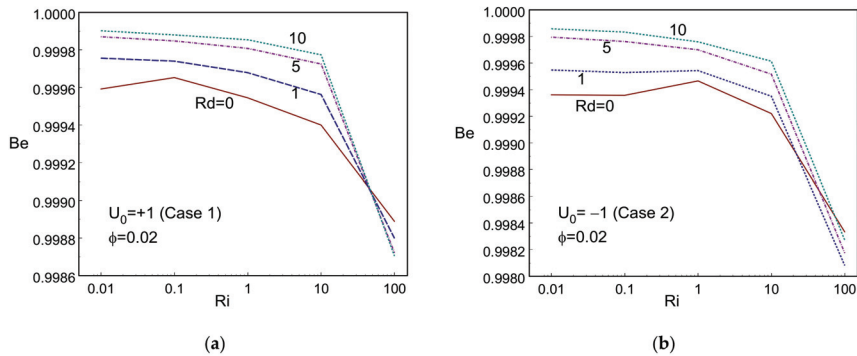 1.0000
0.9998
0.9996
0.9994
0.9992
0.9990
0.9988
0.9986
Be
10
5
1
Rd=0
U0=+1 (Case 1)
ϕ=0.02
0.01 0.1 1 10 100
Ri
(a)
1.0000
0.9998
0.9996
0.9994
0.9992
0.9990
0.9988
0.9986
0.9984
0.9982
0.9980
Be
10
5
1
Rd=0
U0= −1 (Case 2)
ϕ=0.02
0.01 0.1 1 10 100
Ri
(b)